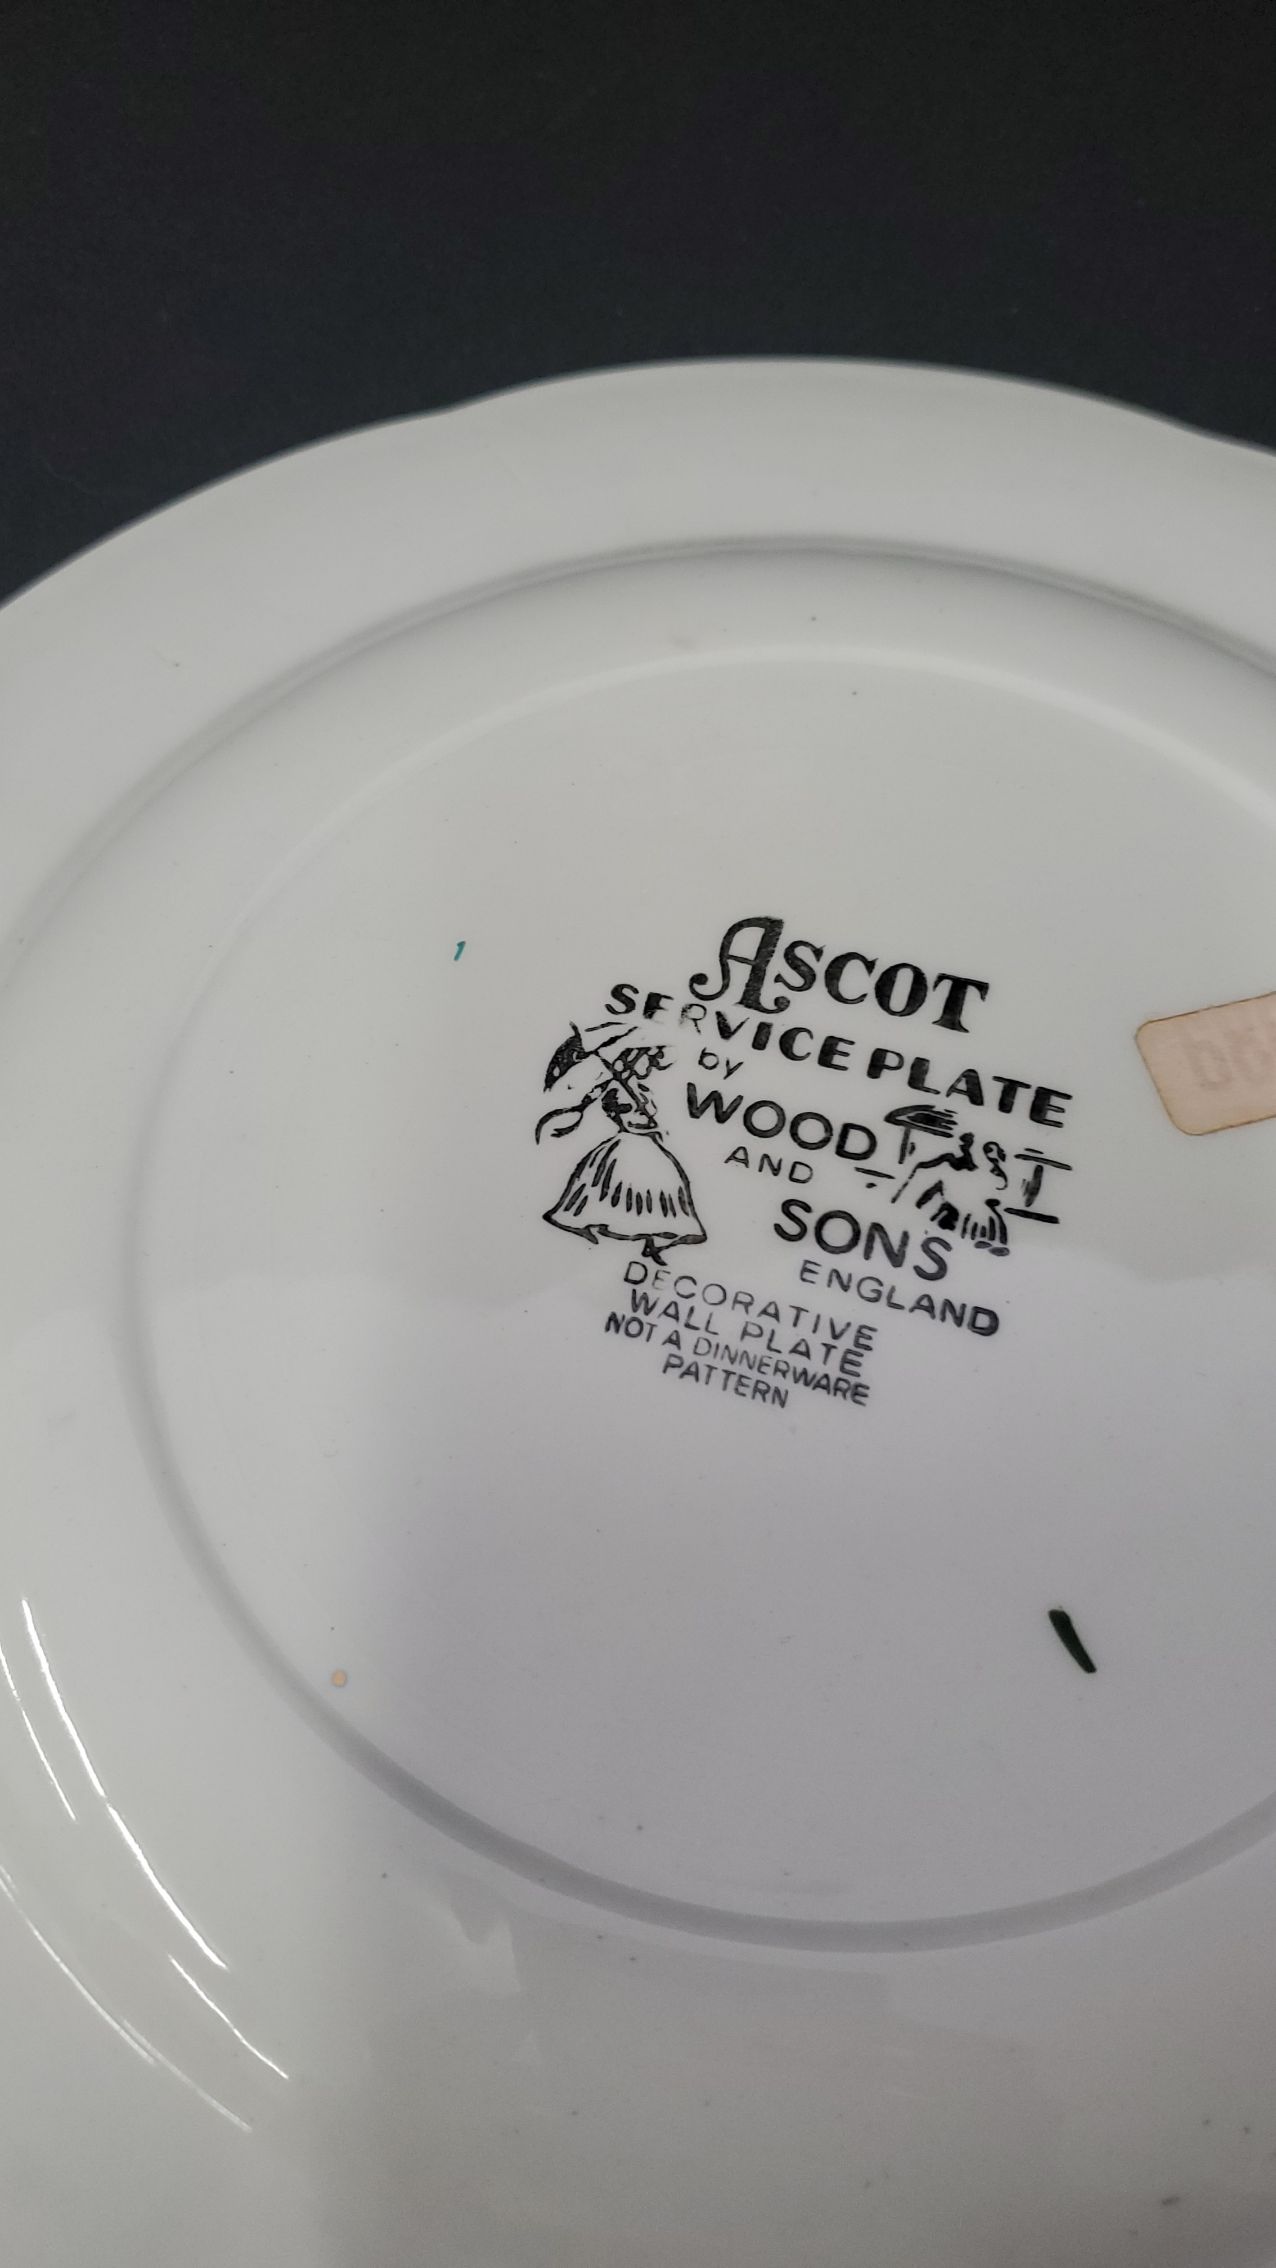 ASCOT
SERVICE PLATE
by
WOOD
AND
SONS
ENGLAND
DECORATIVE
WALL PLATE
NOT A DINNERWARE
PATTERN